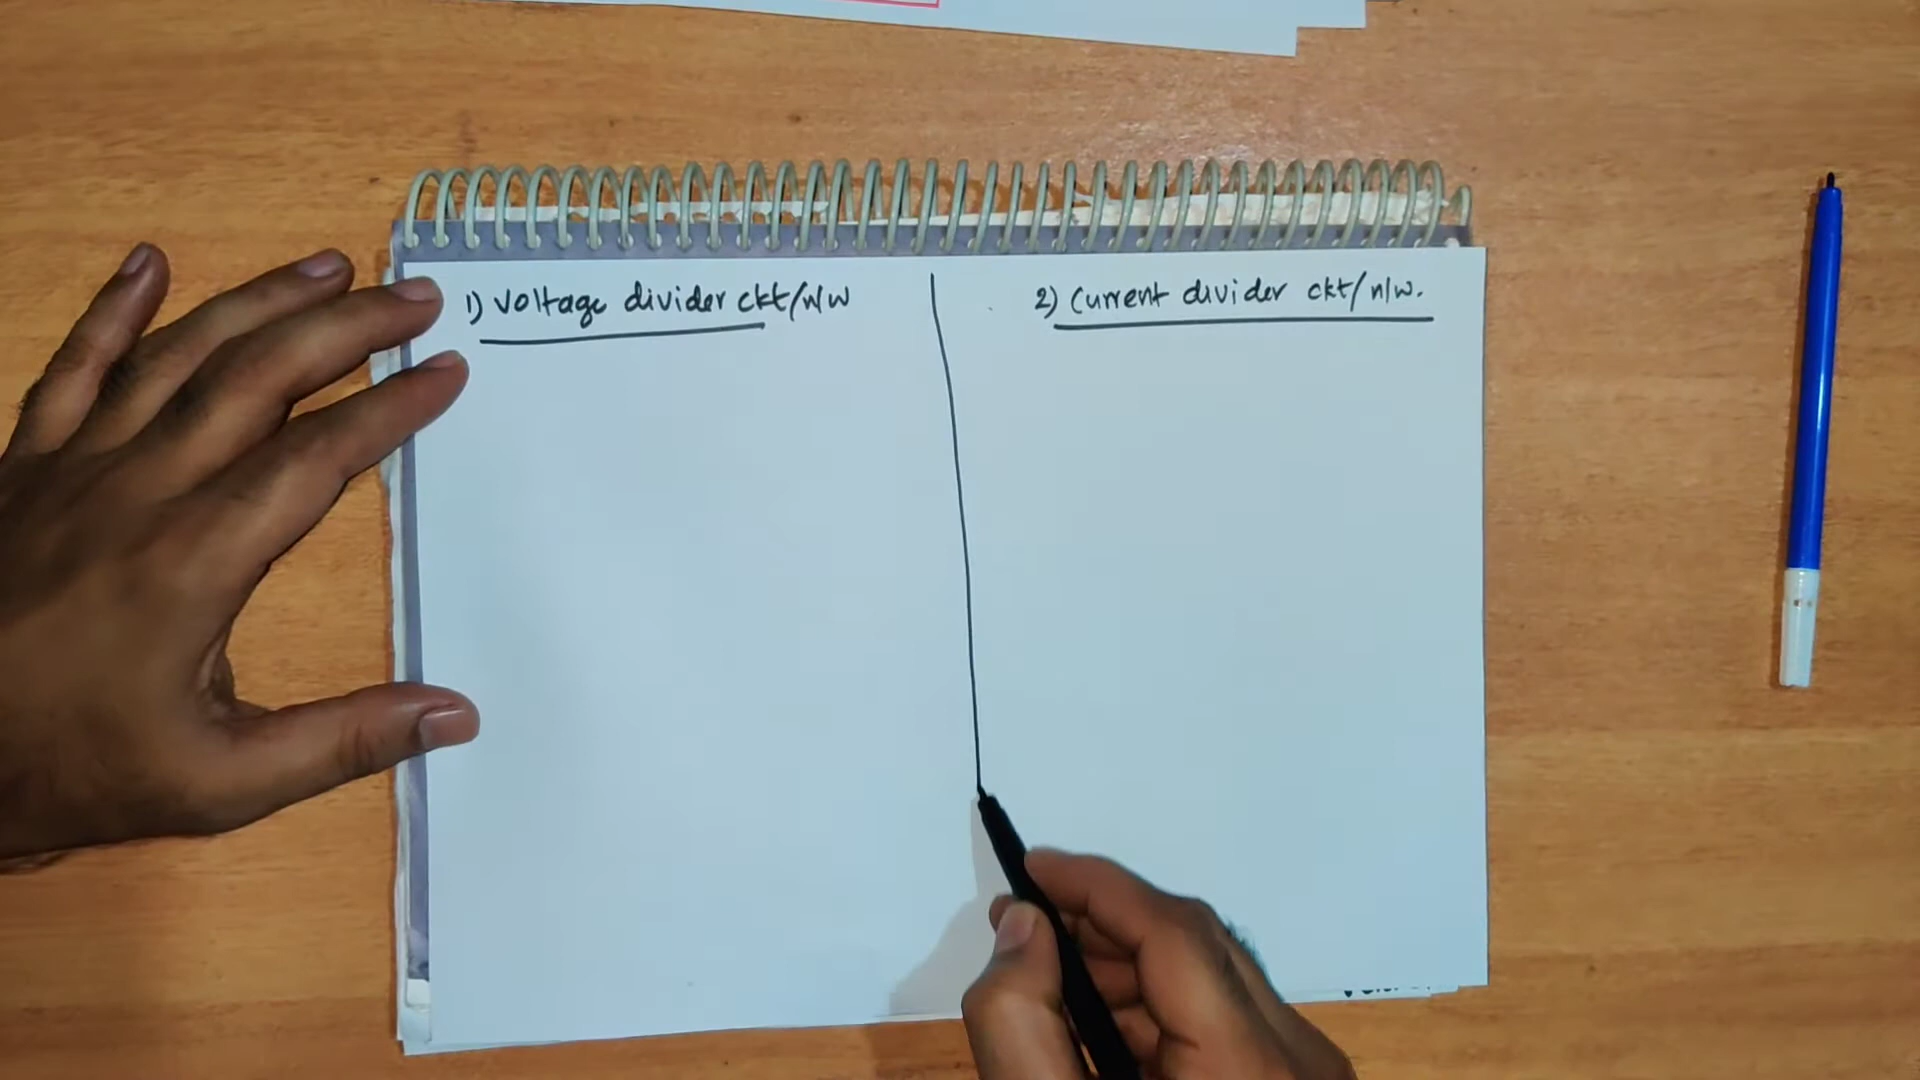 1) Voltage divider ckt/n/w
2) Current divider ckt/n/w.